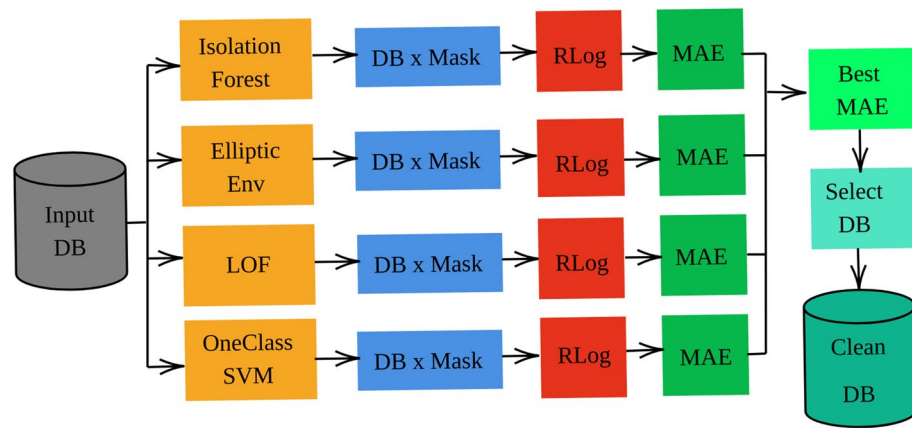 Input
DB
Isolation
Forest
DB x Mask
RLog
MAE
Elliptic
Env
DB x Mask
RLog
MAE
LOF
DB x Mask
RLog
MAE
OneClass
SVM
DB x Mask
RLog
MAE
Best
MAE
Select
DB
Clean
DB